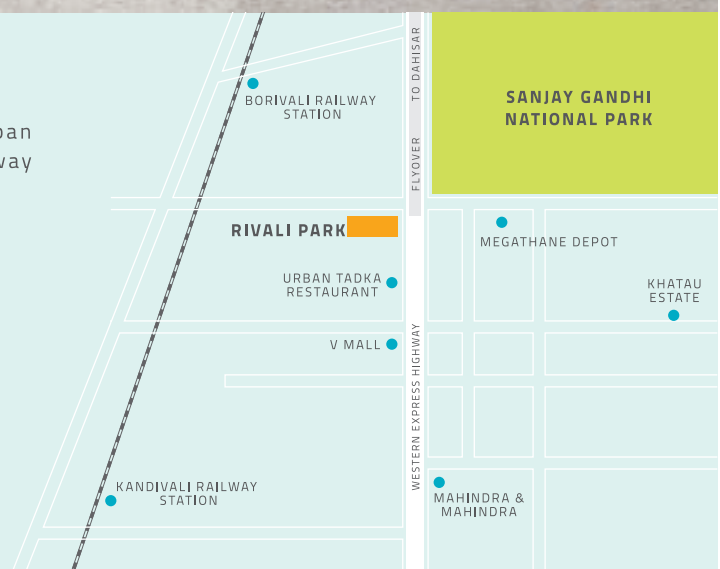 TO DAHISAR
SANJAY GANDHI
NATIONAL PARK
BORIVALI RAILWAY
STATION
FLYOVER
RIVALI PARK
MEGATHANE DEPOT
URBAN TADKA
RESTAURANT
KHATAU
ESTATE
V MALL
WESTERN EXPRESS HIGHWAY
KANDIVALI RAILWAY
STATION
MAHINDRA &
MAHINDRA